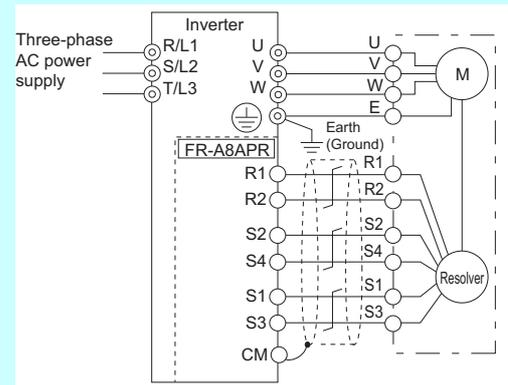 Inverter
Three-phase
AC power
supply
R/L1
S/L2
T/L3
U
V
W
U
V
W
E
M
Earth
(Ground)
FR-A8APR
R1
R2
S2
S4
S1
S3
CM
R1
R2
S2
S4
S1
S3
Resolver